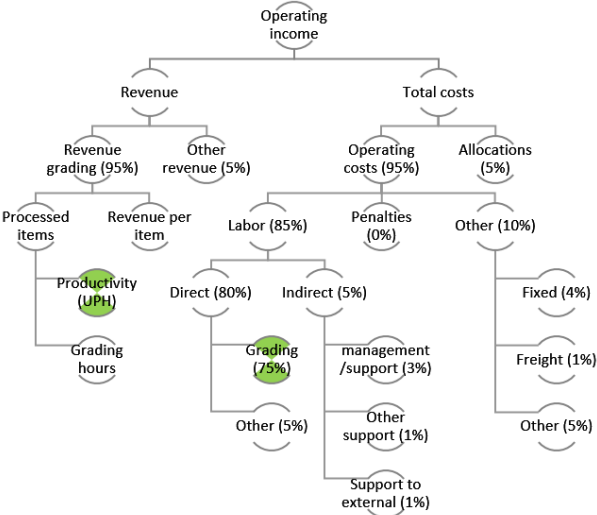 Operating
income
Revenue
Total costs
Revenue
grading (95%)
Other
revenue (5%)
Operating
costs (95%)
Allocations
(5%)
Processed
items
Revenue per
item
Labor (85%)
Penalties
(0%)
Other (10%)
Productivity
(UPH)
Direct (80%)
Indirect (5%)
Fixed (4%)
Grading
hours
Grading
(75%)
management
/support (3%)
Freight (1%)
Other (5%)
Other
support (1%)
Other (5%)
Support to
external (1%)